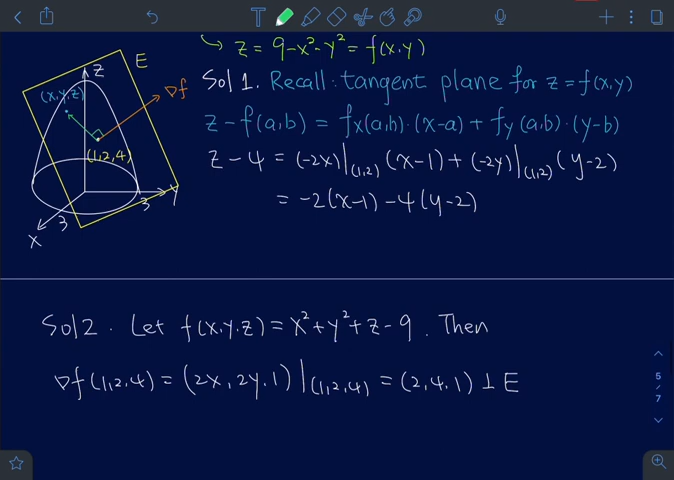 z = 9-x²-y² = f(x,y)
E
Sol 1. Recall: tangent plane for z = f(x,y)
z
(x,y,z)
∇f
z - f(a,b) = fx(a,b)·(x-a) + fy(a,b)·(y-b)
(1,2,4)
z - 4 = (-2x)|(1,2) (x-1) + (-2y)|(1,2) (y-2)
= -2(x-1) -4(y-2)
Y
3
3
x
Sol 2. Let f(x,y,z) = x²+y²+z-9. Then
∇f(1,2,4) = (2x, 2y, 1)|(1,2,4) = (2,4,1) ⊥ E
5
/
7